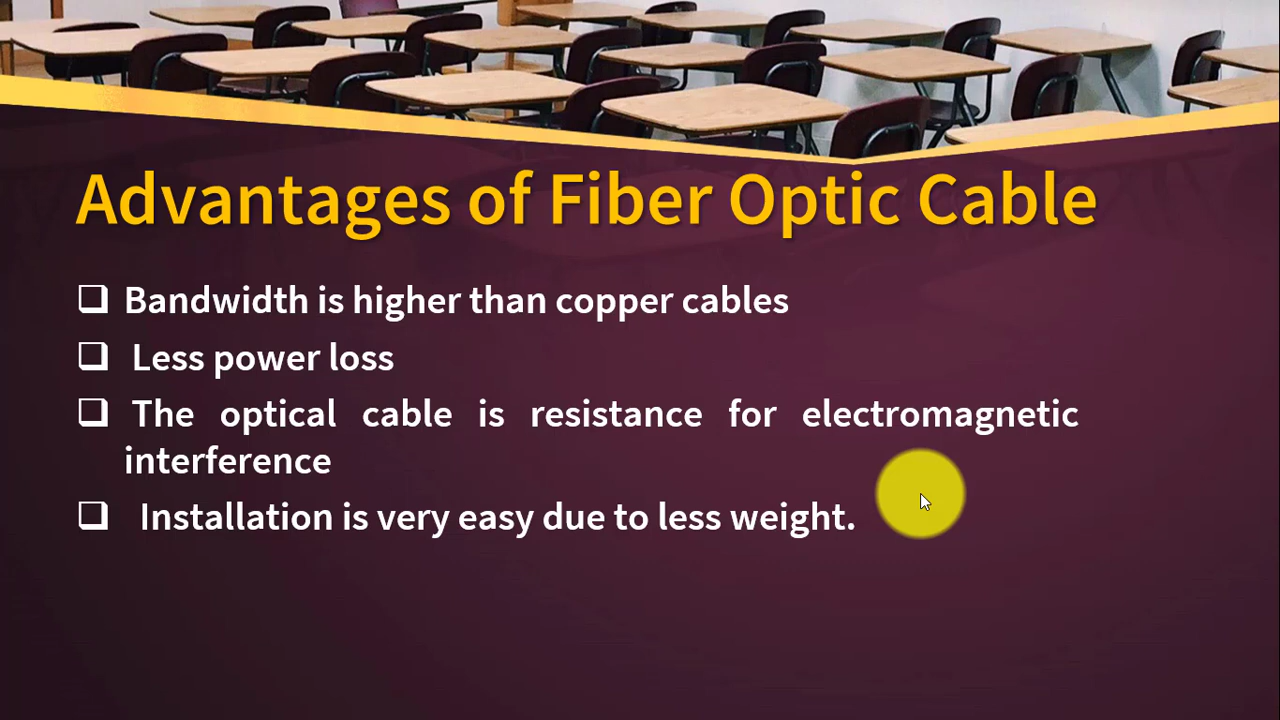 Advantages of Fiber Optic Cable
❑ Bandwidth is higher than copper cables
❑ Less power loss
❑ The optical cable is resistance for electromagnetic
interference
❑ Installation is very easy due to less weight.